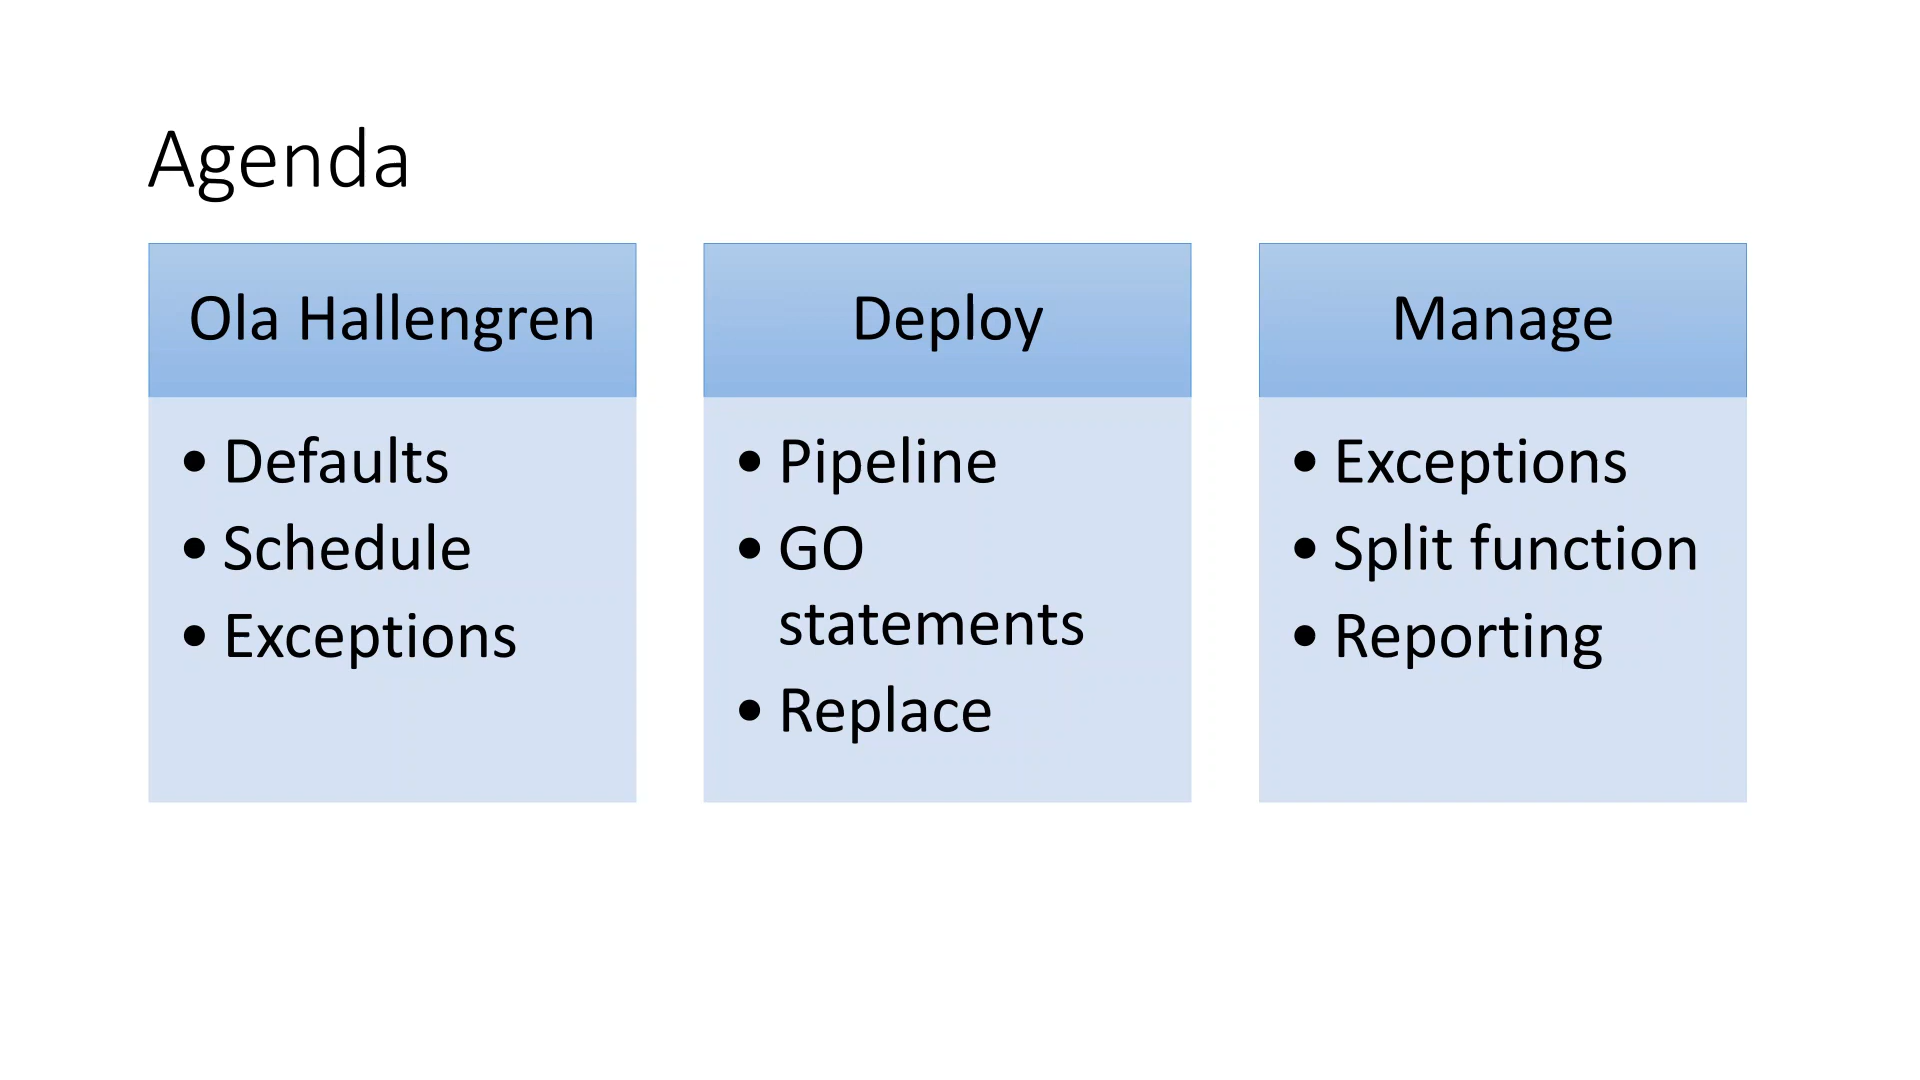 Agenda
Ola Hallengren
• Defaults
• Schedule
• Exceptions
Deploy
• Pipeline
• GO
statements
• Replace
Manage
• Exceptions
• Split function
• Reporting